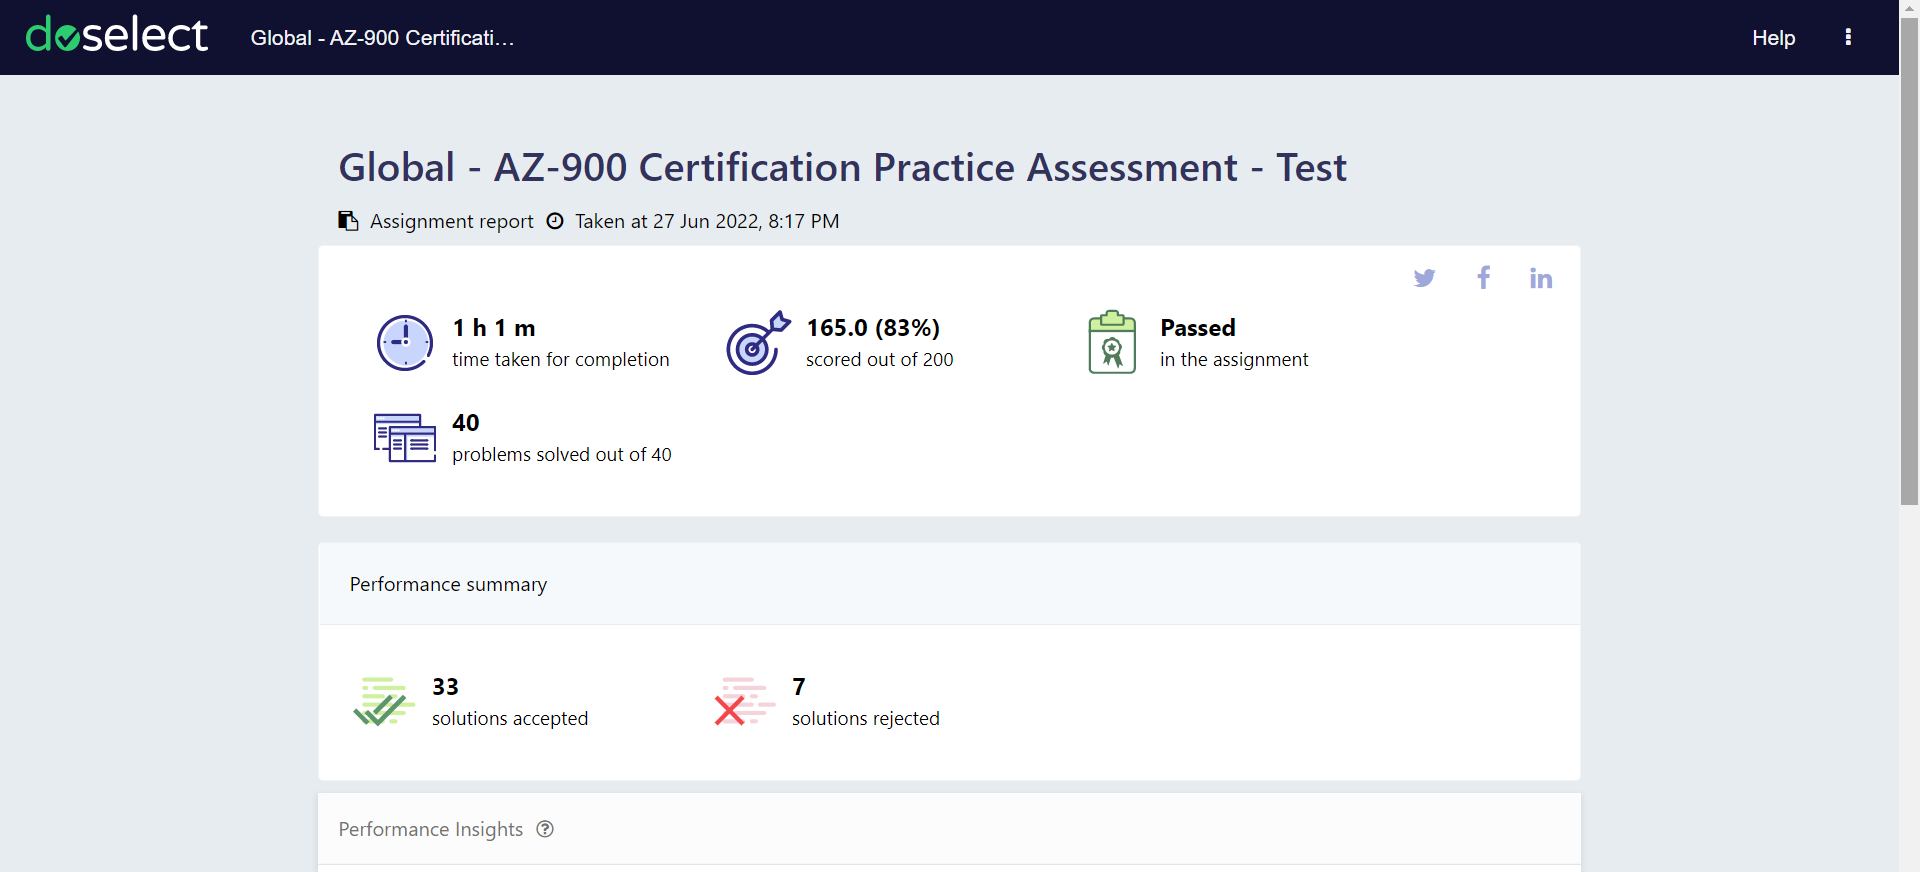 doselect
Global - AZ-900 Certificati...
Help
Global - AZ-900 Certification Practice Assessment - Test
Assignment report Taken at 27 Jun 2022, 8:17 PM
1 h 1 m
time taken for completion
165.0 (83%)
scored out of 200
Passed
in the assignment
40
problems solved out of 40
Performance summary
33
solutions accepted
7
solutions rejected
Performance Insights